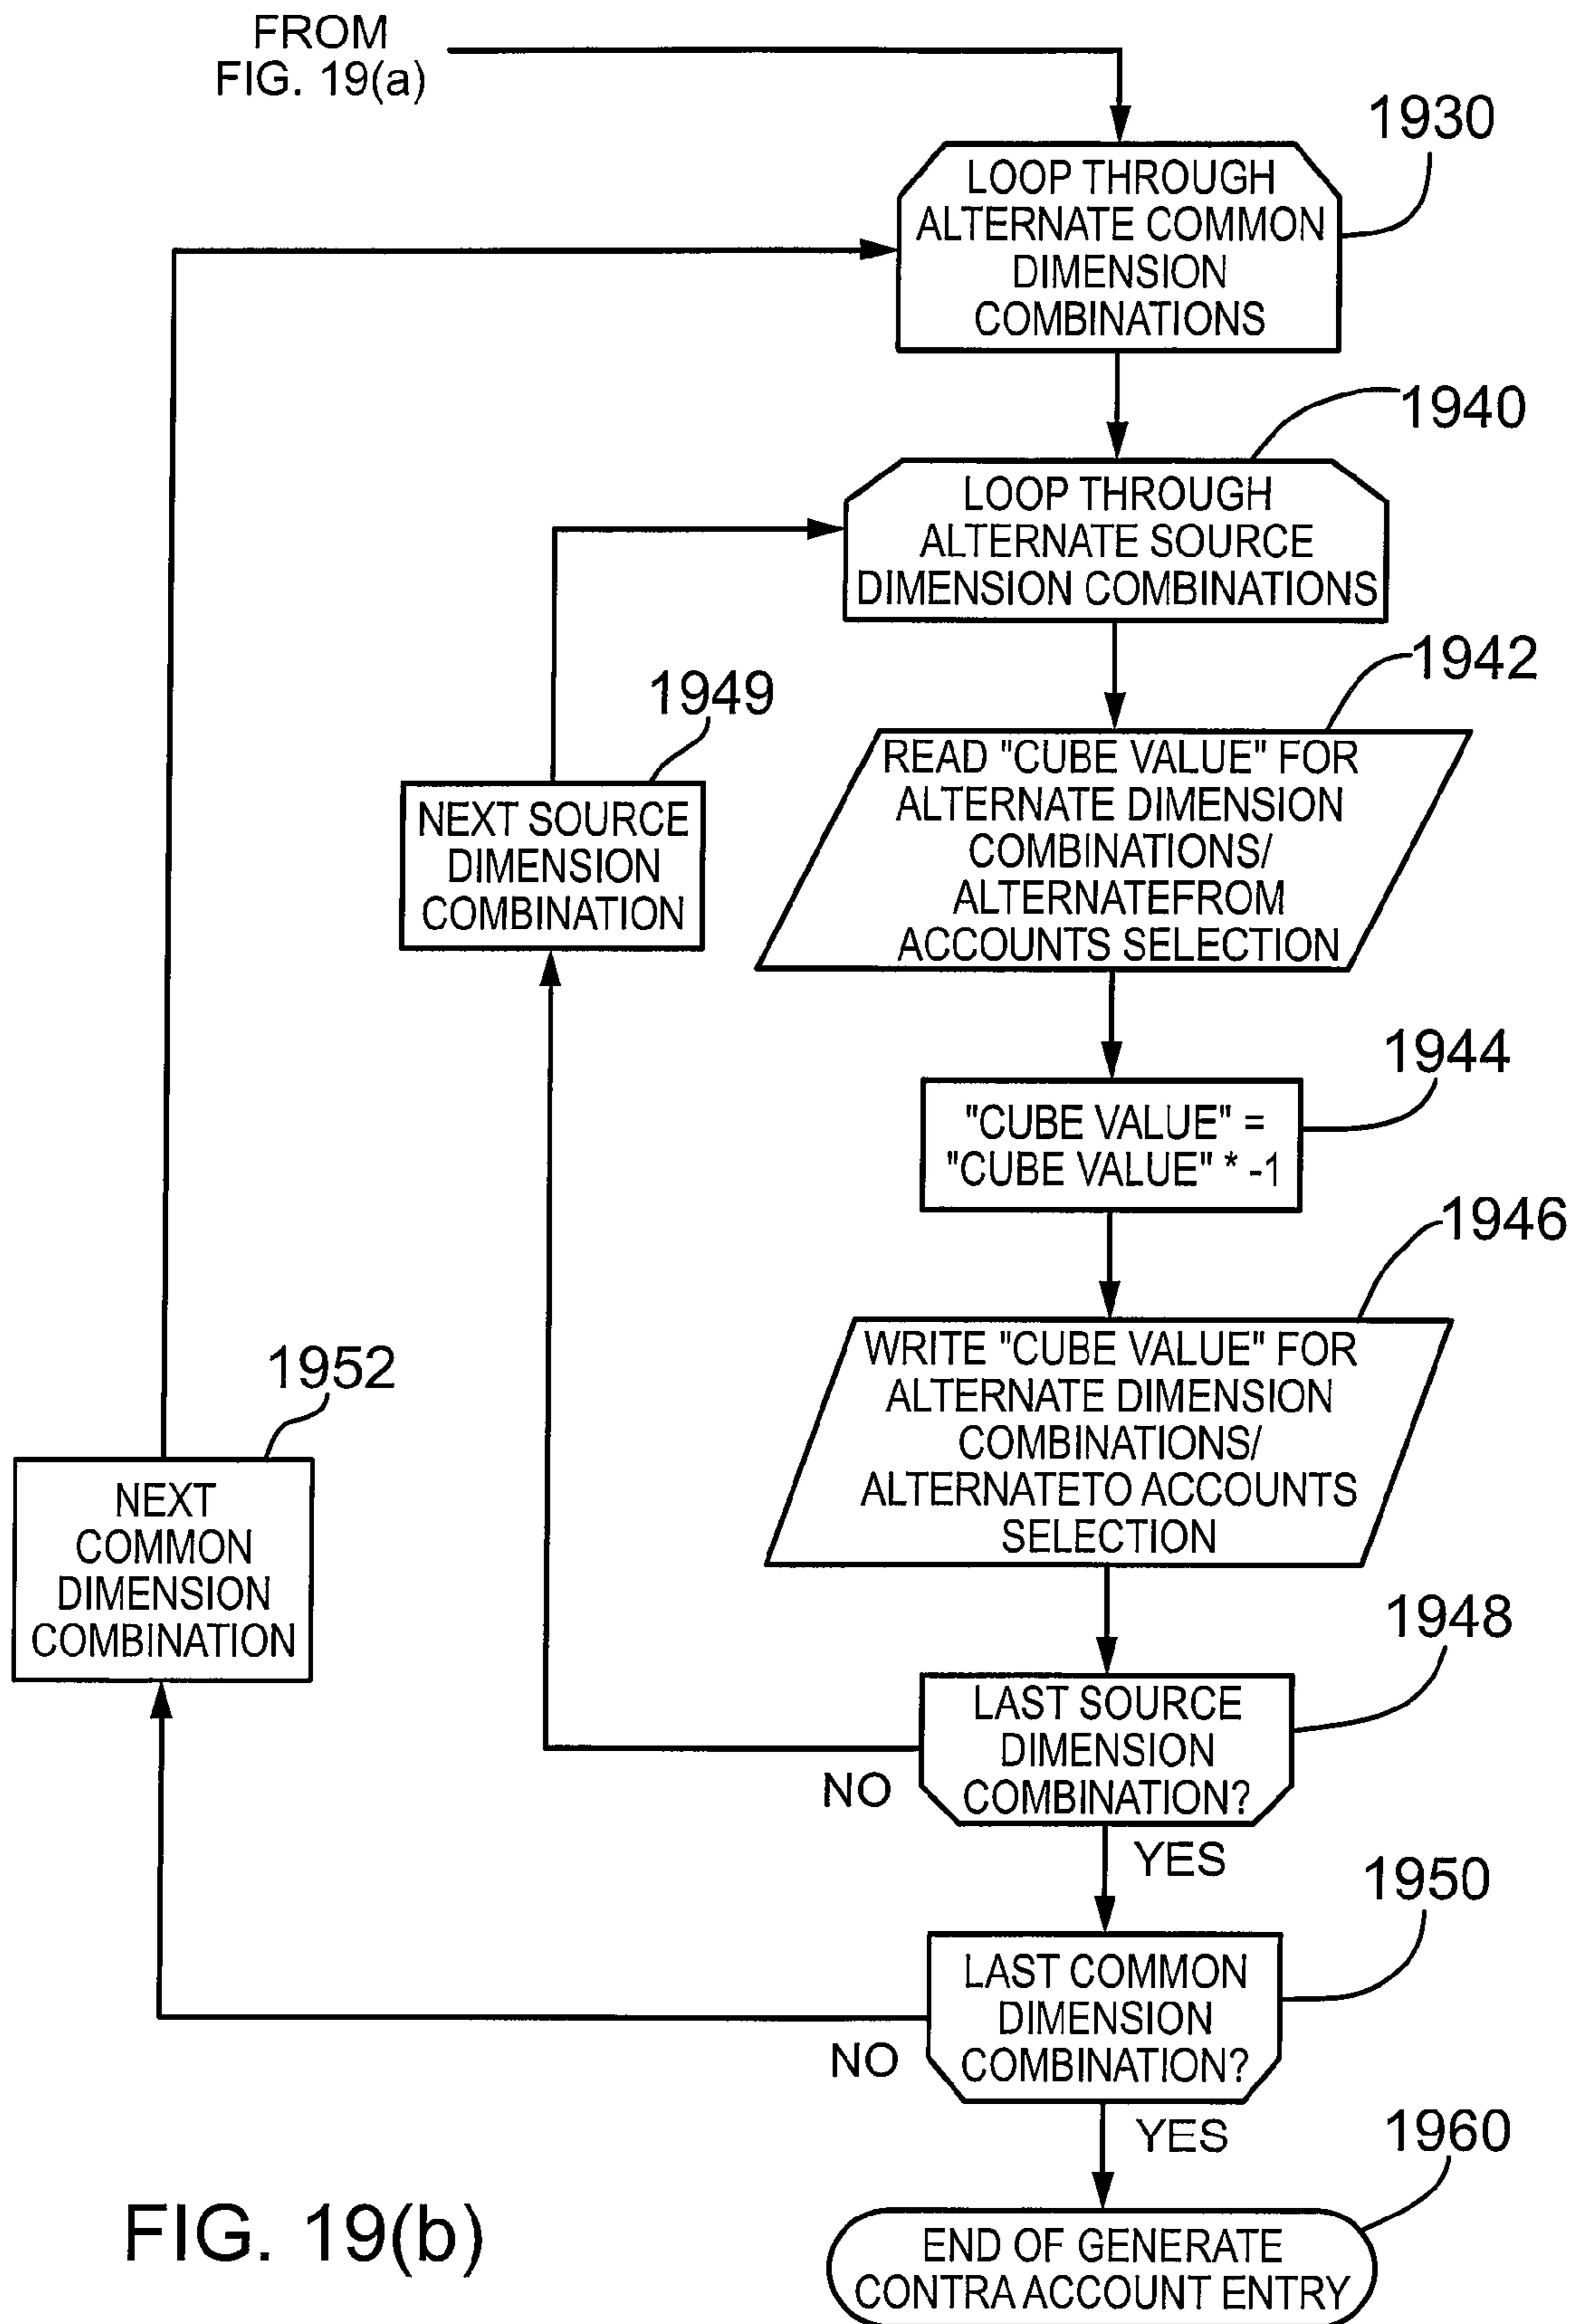 FROM
FIG. 19(a)
1930
LOOP THROUGH
ALTERNATE COMMON
DIMENSION
COMBINATIONS
1940
LOOP THROUGH
ALTERNATE SOURCE
DIMENSION COMBINATIONS
1942
READ "CUBE VALUE" FOR
ALTERNATE DIMENSION
COMBINATIONS/
ALTERNATEFROM
ACCOUNTS SELECTION
1949
NEXT SOURCE
DIMENSION
COMBINATION
1944
"CUBE VALUE" =
"CUBE VALUE" * -1
1946
WRITE "CUBE VALUE" FOR
ALTERNATE DIMENSION
COMBINATIONS/
ALTERNATETO ACCOUNTS
SELECTION
1952
NEXT
COMMON
DIMENSION
COMBINATION
1948
LAST SOURCE
DIMENSION
COMBINATION?
NO
YES
1950
LAST COMMON
DIMENSION
COMBINATION?
NO
YES
1960
END OF GENERATE
CONTRA ACCOUNT ENTRY
FIG. 19(b)